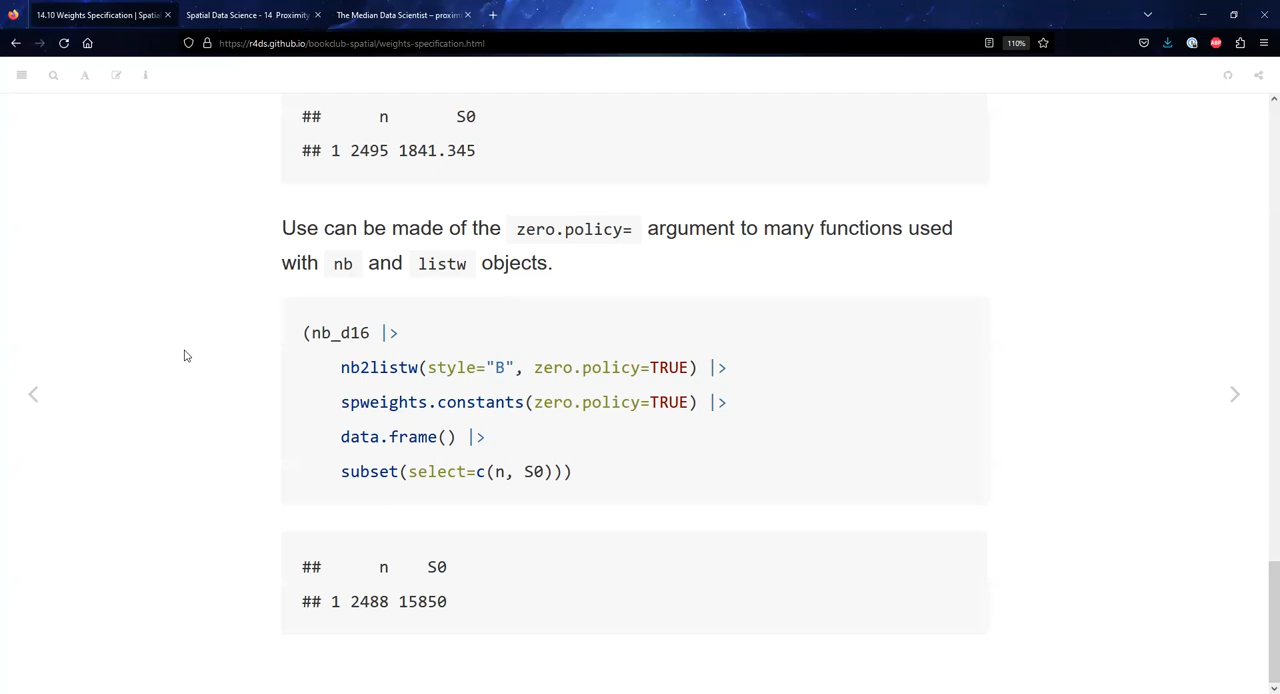 14.10 Weights Specification | Spatia
Spatial Data Science - 14 Proximity
The Median Data Scientist – proxim
https://r4ds.github.io/bookclub-spatial/weights-specification.html
110%
ABP
## n S0
## 1 2495 1841.345
Use can be made of the zero.policy= argument to many functions used
with nb and listw objects.
(nb_d16 |>
nb2listw(style="B", zero.policy=TRUE) |>
spweights.constants(zero.policy=TRUE) |>
data.frame() |>
subset(select=c(n, S0)))
## n S0
## 1 2488 15850